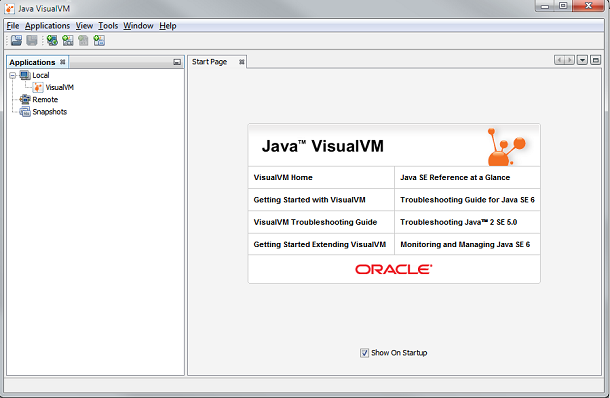 Java VisualVM
File Applications View Tools Window Help
Applications
Start Page
Local
VisualVM
Remote
Snapshots
Java™ VisualVM
VisualVM Home
Java SE Reference at a Glance
Getting Started with VisualVM
Troubleshooting Guide for Java SE 6
VisualVM Troubleshooting Guide
Troubleshooting Java™ 2 SE 5.0
Getting Started Extending VisualVM
Monitoring and Managing Java SE 6
ORACLE
Show On Startup